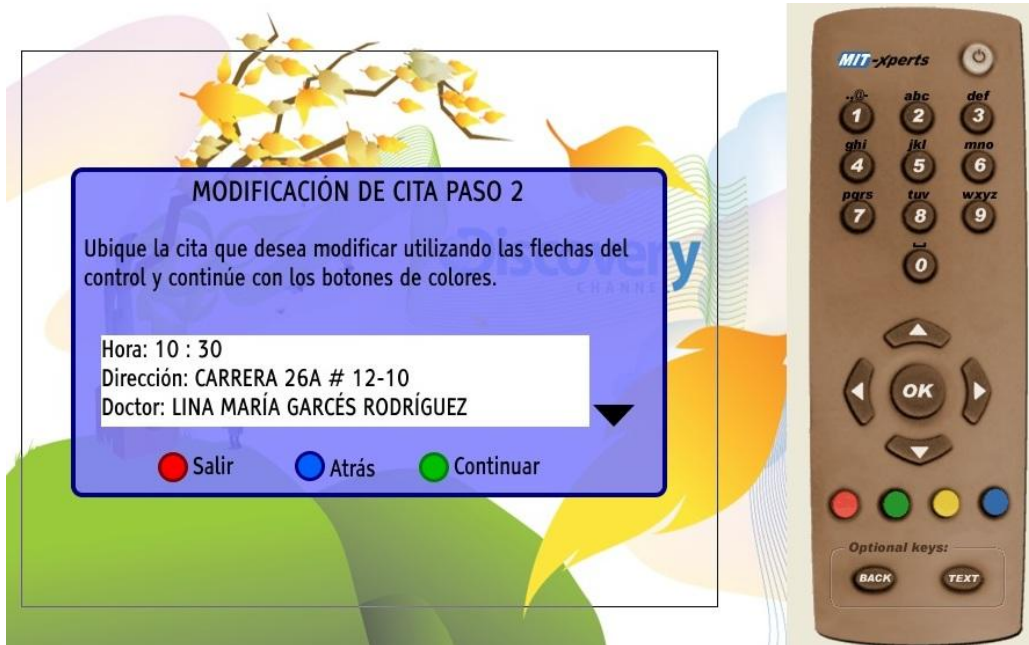 MODIFICACIÓN DE CITA PASO 2
Ubique la cita que desea modificar utilizando las flechas del
control y continúe con los botones de colores.
Discovery
CHANNEL
Hora: 10 : 30
Dirección: CARRERA 26A # 12-10
Doctor: LINA MARÍA GARCÉS RODRÍGUEZ
Salir Atrás Continuar
MIT-xperts
.,@- abc def
1 2 3
ghi jkl mno
4 5 6
pqrs tuv wxyz
7 8 9
0
OK
Optional keys:
BACK TEXT